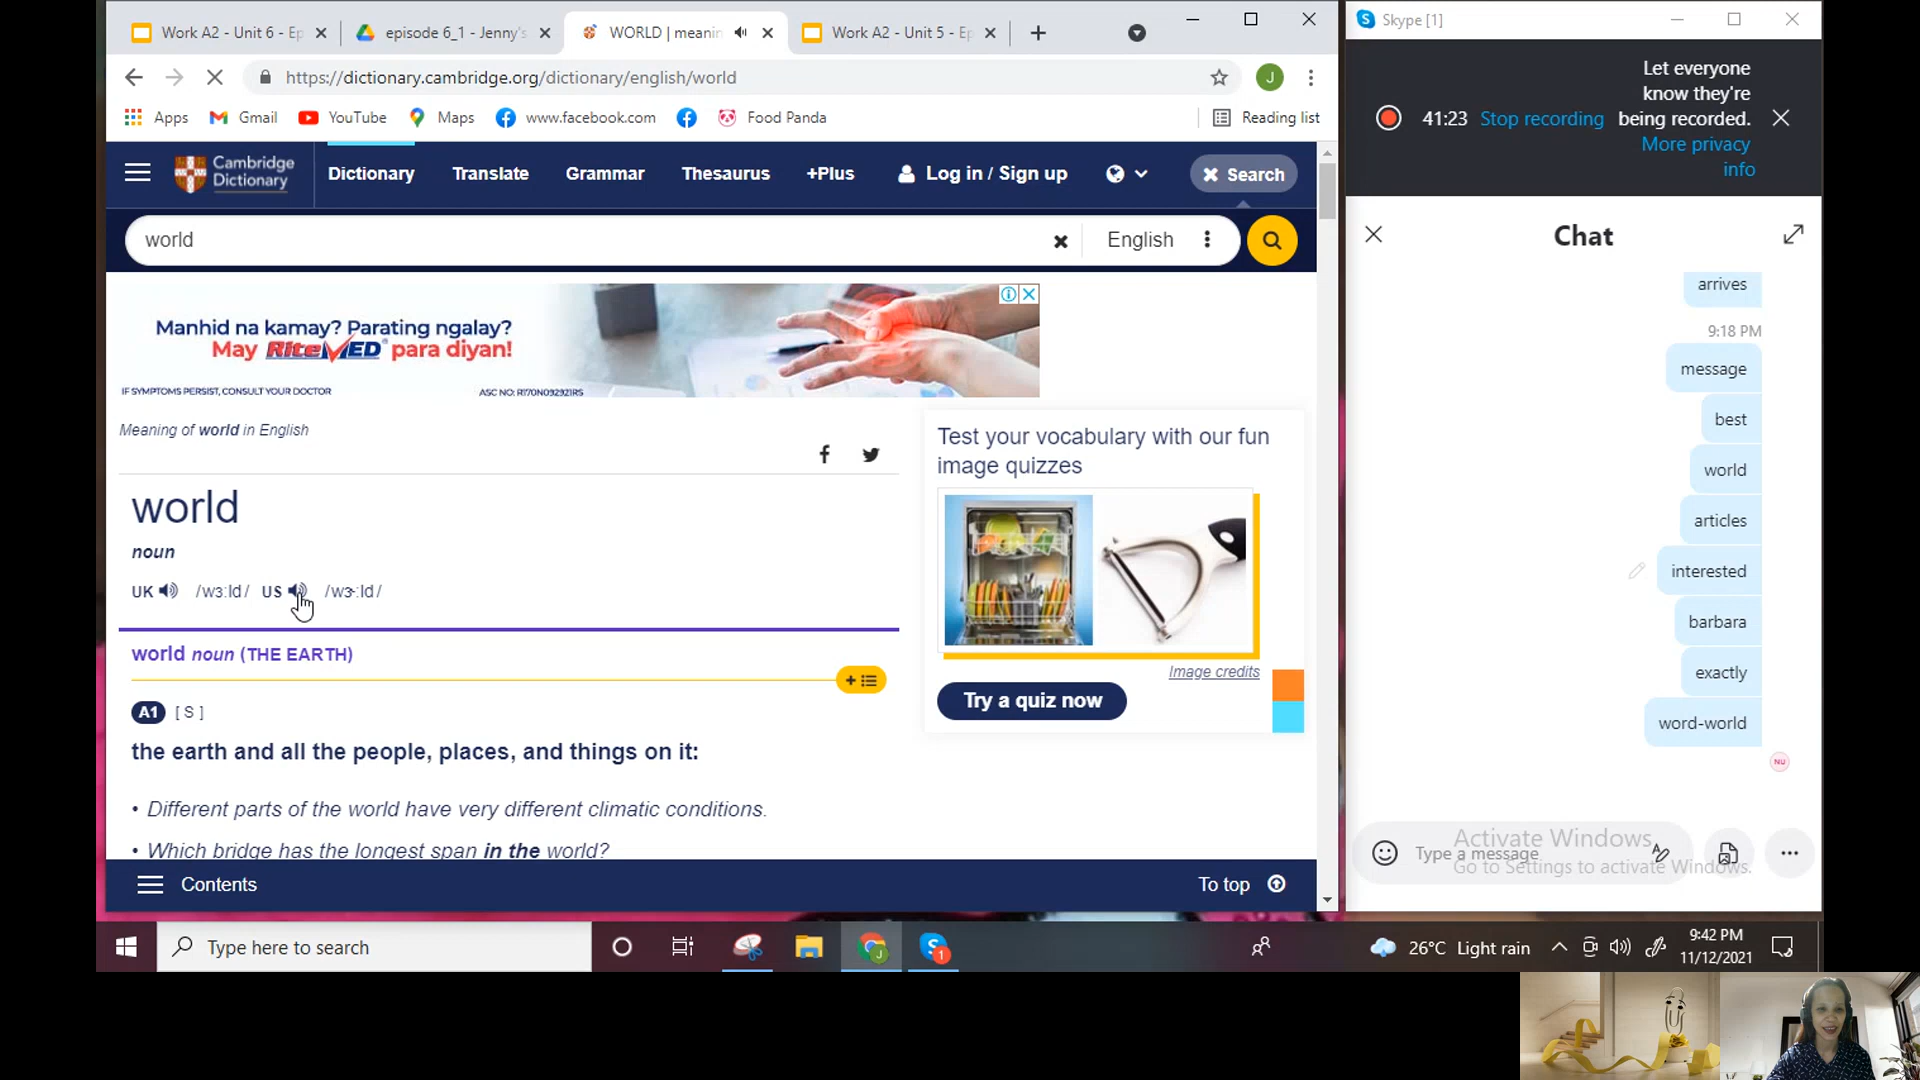 Work A2 - Unit 6 - Ep
episode 6_1 - Jenny's
WORLD | meanin
Work A2 - Unit 5 - Ep
https://dictionary.cambridge.org/dictionary/english/world
J
Apps
Gmail
YouTube
Maps
www.facebook.com
Food Panda
Reading list
Cambridge
Dictionary
Dictionary
Translate
Grammar
Thesaurus
+Plus
Log in / Sign up
Search
world
English
Manhid na kamay? Parating ngalay?
May RiteMED para diyan!
IF SYMPTOMS PERSIST, CONSULT YOUR DOCTOR
ASC NO: R170N092921RS
Meaning of world in English
world
noun
UK /wɜːld/ US /wɝːld/
world noun (THE EARTH)
A1 [ S ]
the earth and all the people, places, and things on it:
• Different parts of the world have very different climatic conditions.
• Which bridge has the longest span in the world?
Test your vocabulary with our fun
image quizzes
Image credits
Try a quiz now
Contents
To top
Skype [1]
41:23
Stop recording
Let everyone
know they're
being recorded.
More privacy
info
Chat
arrives
9:18 PM
message
best
world
articles
interested
barbara
exactly
word-world
NU
Type a message
Activate Windows
Go to Settings to activate Windows.
Type here to search
J
1
26°C Light rain
9:42 PM
11/12/2021